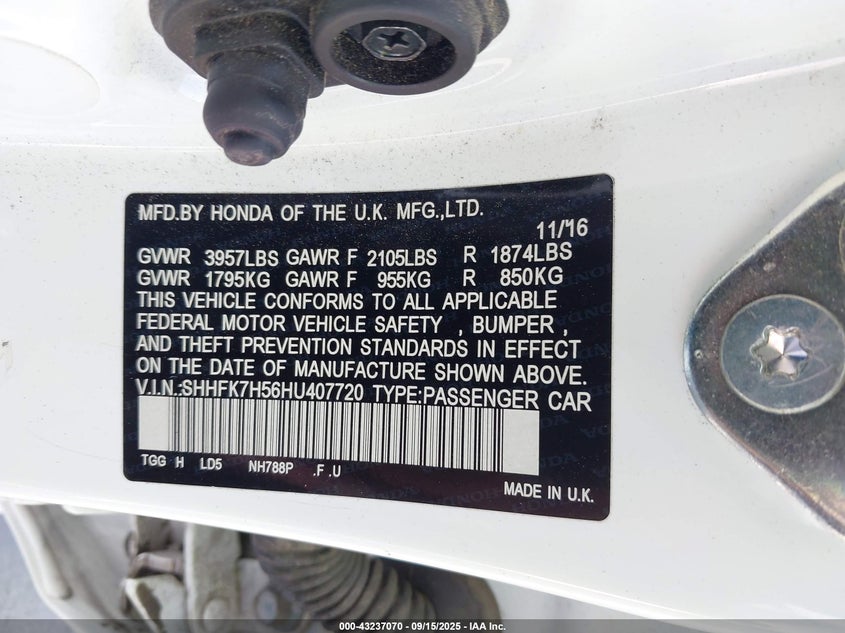 MFD.BY HONDA OF THE U.K. MFG.,LTD.
11/16
GVWR 3957LBS GAWR F 2105LBS R 1874LBS
GVWR 1795KG GAWR F 955KG R 850KG
THIS VEHICLE CONFORMS TO ALL APPLICABLE
FEDERAL MOTOR VEHICLE SAFETY , BUMPER ,
AND THEFT PREVENTION STANDARDS IN EFFECT
ON THE DATE OF MANUFACTURE SHOWN ABOVE.
V.I.N.:SHHFK7H56HU407720 TYPE:PASSENGER CAR
TGG H LD5 NH788P .F .U
MADE IN U.K.
000-43237070 - 09/15/2025 - IAA Inc.